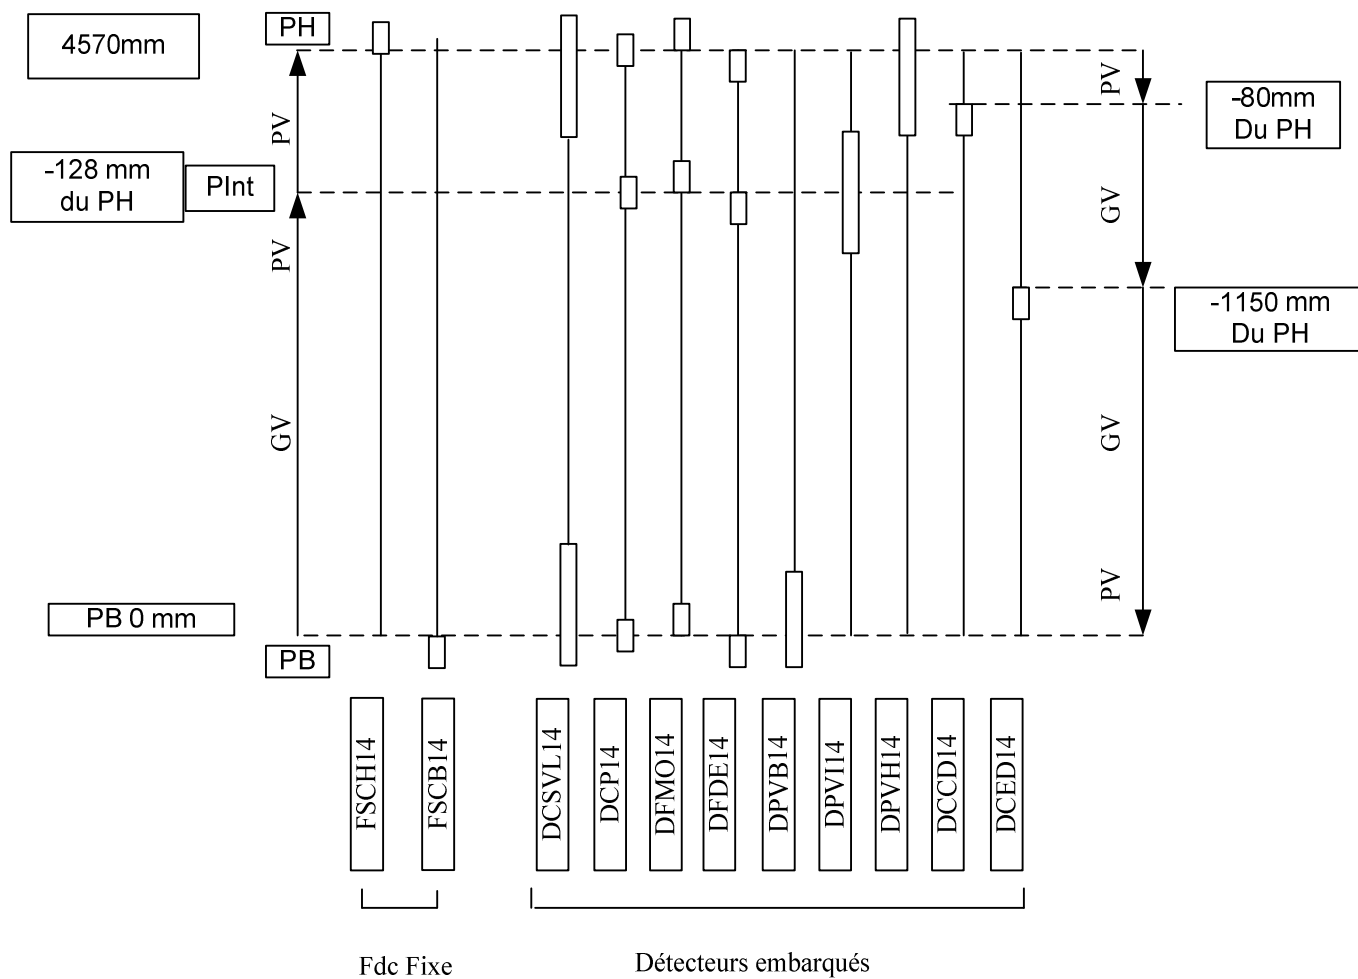 4570mm
PH
PV
-80mm
Du PH
PV
-128 mm
du PH
PInt
GV
PV
-1150 mm
Du PH
GV
GV
PV
PB 0 mm
PB
FSCH14
FSCB14
DCSVL14
DCP14
DFMO14
DFDE14
DPVB14
DPVI14
DPVH14
DCCD14
DCED14
Fdc Fixe
Détecteurs embarqués